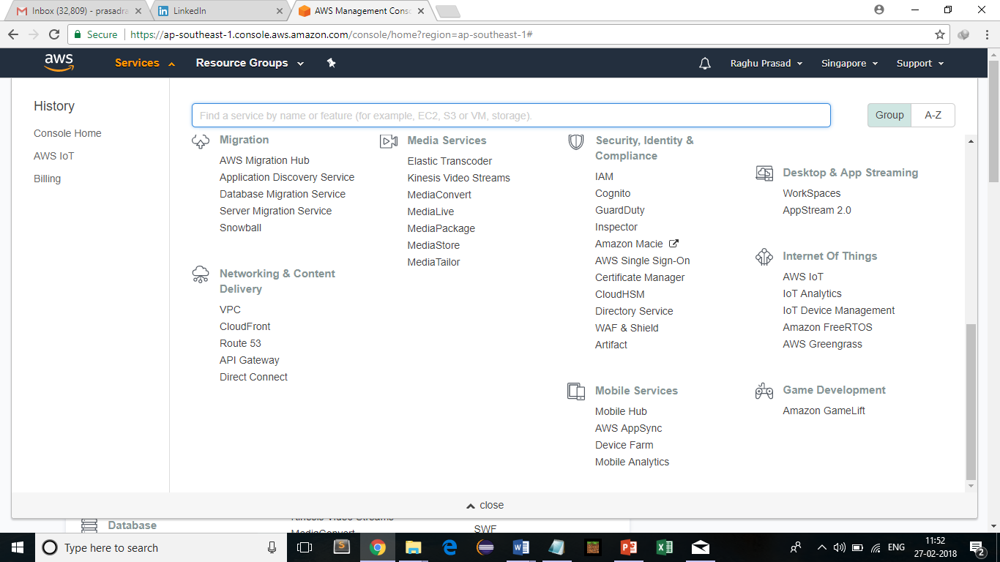 Inbox (32,809) - prasadra
LinkedIn
AWS Management Conso
Secure
https://ap-southeast-1.console.aws.amazon.com/console/home?region=ap-southeast-1#
aws
Services
Resource Groups
Raghu Prasad
Singapore
Support
History
Console Home
AWS IoT
Billing
Find a service by name or feature (for example, EC2, S3 or VM, storage).
Group
A-Z
Migration
AWS Migration Hub
Application Discovery Service
Database Migration Service
Server Migration Service
Snowball
Networking & Content
Delivery
VPC
CloudFront
Route 53
API Gateway
Direct Connect
Media Services
Elastic Transcoder
Kinesis Video Streams
MediaConvert
MediaLive
MediaPackage
MediaStore
MediaTailor
Security, Identity &
Compliance
IAM
Cognito
GuardDuty
Inspector
Amazon Macie
AWS Single Sign-On
Certificate Manager
CloudHSM
Directory Service
WAF & Shield
Artifact
Mobile Services
Mobile Hub
AWS AppSync
Device Farm
Mobile Analytics
Desktop & App Streaming
WorkSpaces
AppStream 2.0
Internet Of Things
AWS IoT
IoT Analytics
IoT Device Management
Amazon FreeRTOS
AWS Greengrass
Game Development
Amazon GameLift
close
Database
Kinesis Video Streams
MediaConvert
SWF
Type here to search
ENG
11:52
27-02-2018
2